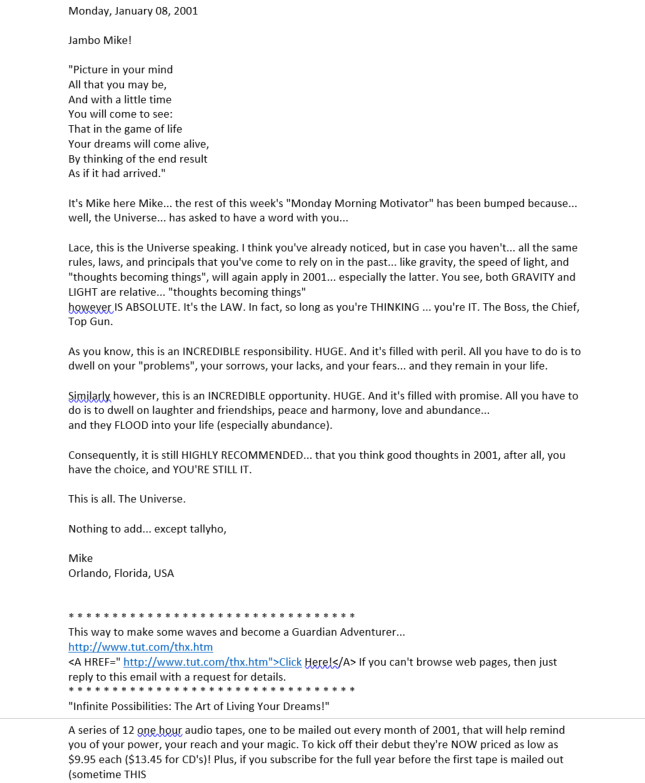 Monday, January 08, 2001
Jambo Mike!
"Picture in your mind
All that you may be,
And with a little time
You will come to see:
That in the game of life
Your dreams will come alive,
By thinking of the end result
As if it had arrived."
It's Mike here Mike... the rest of this week's "Monday Morning Motivator" has been bumped because...
well, the Universe... has asked to have a word with you...
Lace, this is the Universe speaking. I think you've already noticed, but in case you haven't... all the same
rules, laws, and principals that you've come to rely on in the past... like gravity, the speed of light, and
"thoughts becoming things", will again apply in 2001... especially the latter. You see, both GRAVITY and
LIGHT are relative... "thoughts becoming things"
however IS ABSOLUTE. It's the LAW. In fact, so long as you're THINKING ... you're IT. The Boss, the Chief,
Top Gun.
As you know, this is an INCREDIBLE responsibility. HUGE. And it's filled with peril. All you have to do is to
dwell on your "problems", your sorrows, your lacks, and your fears... and they remain in your life.
Similarly however, this is an INCREDIBLE opportunity. HUGE. And it's filled with promise. All you have to
do is to dwell on laughter and friendships, peace and harmony, love and abundance...
and they FLOOD into your life (especially abundance).
Consequently, it is still HIGHLY RECOMMENDED... that you think good thoughts in 2001, after all, you
have the choice, and YOU'RE STILL IT.
This is all. The Universe.
Nothing to add... except tallyho,
Mike
Orlando, Florida, USA
* * * * * * * * * * * * * * * * * * * * * * * * * * * * * * * * *
This way to make some waves and become a Guardian Adventurer...
http://www.tut.com/thx.htm
<A HREF=" http://www.tut.com/thx.htm">Click Here!</A> If you can't browse web pages, then just
reply to this email with a request for details.
* * * * * * * * * * * * * * * * * * * * * * * * * * * * * * * * *
"Infinite Possibilities: The Art of Living Your Dreams!"
A series of 12 one hour audio tapes, one to be mailed out every month of 2001, that will help remind
you of your power, your reach and your magic. To kick off their debut they're NOW priced as low as
$9.95 each ($13.45 for CD's)! Plus, if you subscribe for the full year before the first tape is mailed out
(sometime THIS